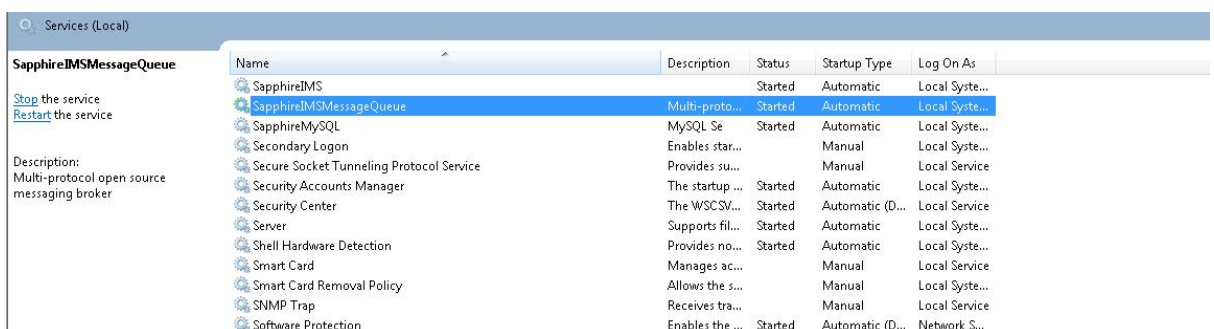 Services (Local)
SapphireIMSMessageQueue
Stop the service
Restart the service
Description:
Multi-protocol open source
messaging broker
Name Description Status Startup Type Log On As
SapphireIMS Started Automatic Local Syste...
SapphireIMSMessageQueue Multi-proto... Started Automatic Local Syste...
SapphireMySQL MySQL Se Started Automatic Local Syste...
Secondary Logon Enables star... Manual Local Syste...
Secure Socket Tunneling Protocol Service Provides su... Manual Local Service
Security Accounts Manager The startup ... Started Automatic Local Syste...
Security Center The WSCSV... Started Automatic (D... Local Service
Server Supports fil... Started Automatic Local Syste...
Shell Hardware Detection Provides no... Started Automatic Local Syste...
Smart Card Manages ac... Manual Local Service
Smart Card Removal Policy Allows the s... Manual Local Syste...
SNMP Trap Receives tra... Manual Local Service
Software Protection Enables the ... Started Automatic (D... Network S...